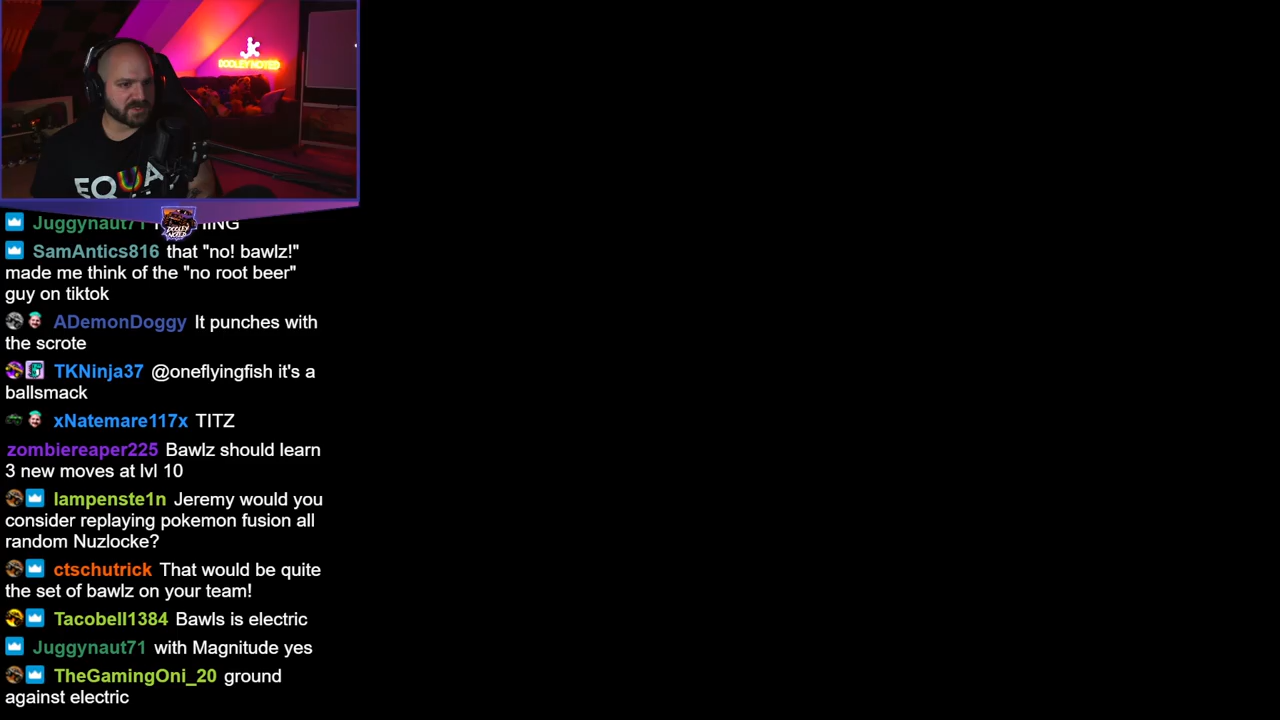 jk
DOOLEY NOTED
EQUA
DOOLEY
NOTED
Juggynaut71
SamAntics816 that "no! bawlz!"
made me think of the "no root beer"
guy on tiktok
ADemonDoggy It punches with
the scrote
TKNinja37 @oneflyingfish it's a
ballsmack
xNatemare117x TITZ
zombiereaper225 Bawlz should learn
3 new moves at lvl 10
lampenste1n Jeremy would you
consider replaying pokemon fusion all
random Nuzlocke?
ctschutrick That would be quite
the set of bawlz on your team!
Tacobell1384 Bawls is electric
Juggynaut71 with Magnitude yes
TheGamingOni_20 ground
against electric